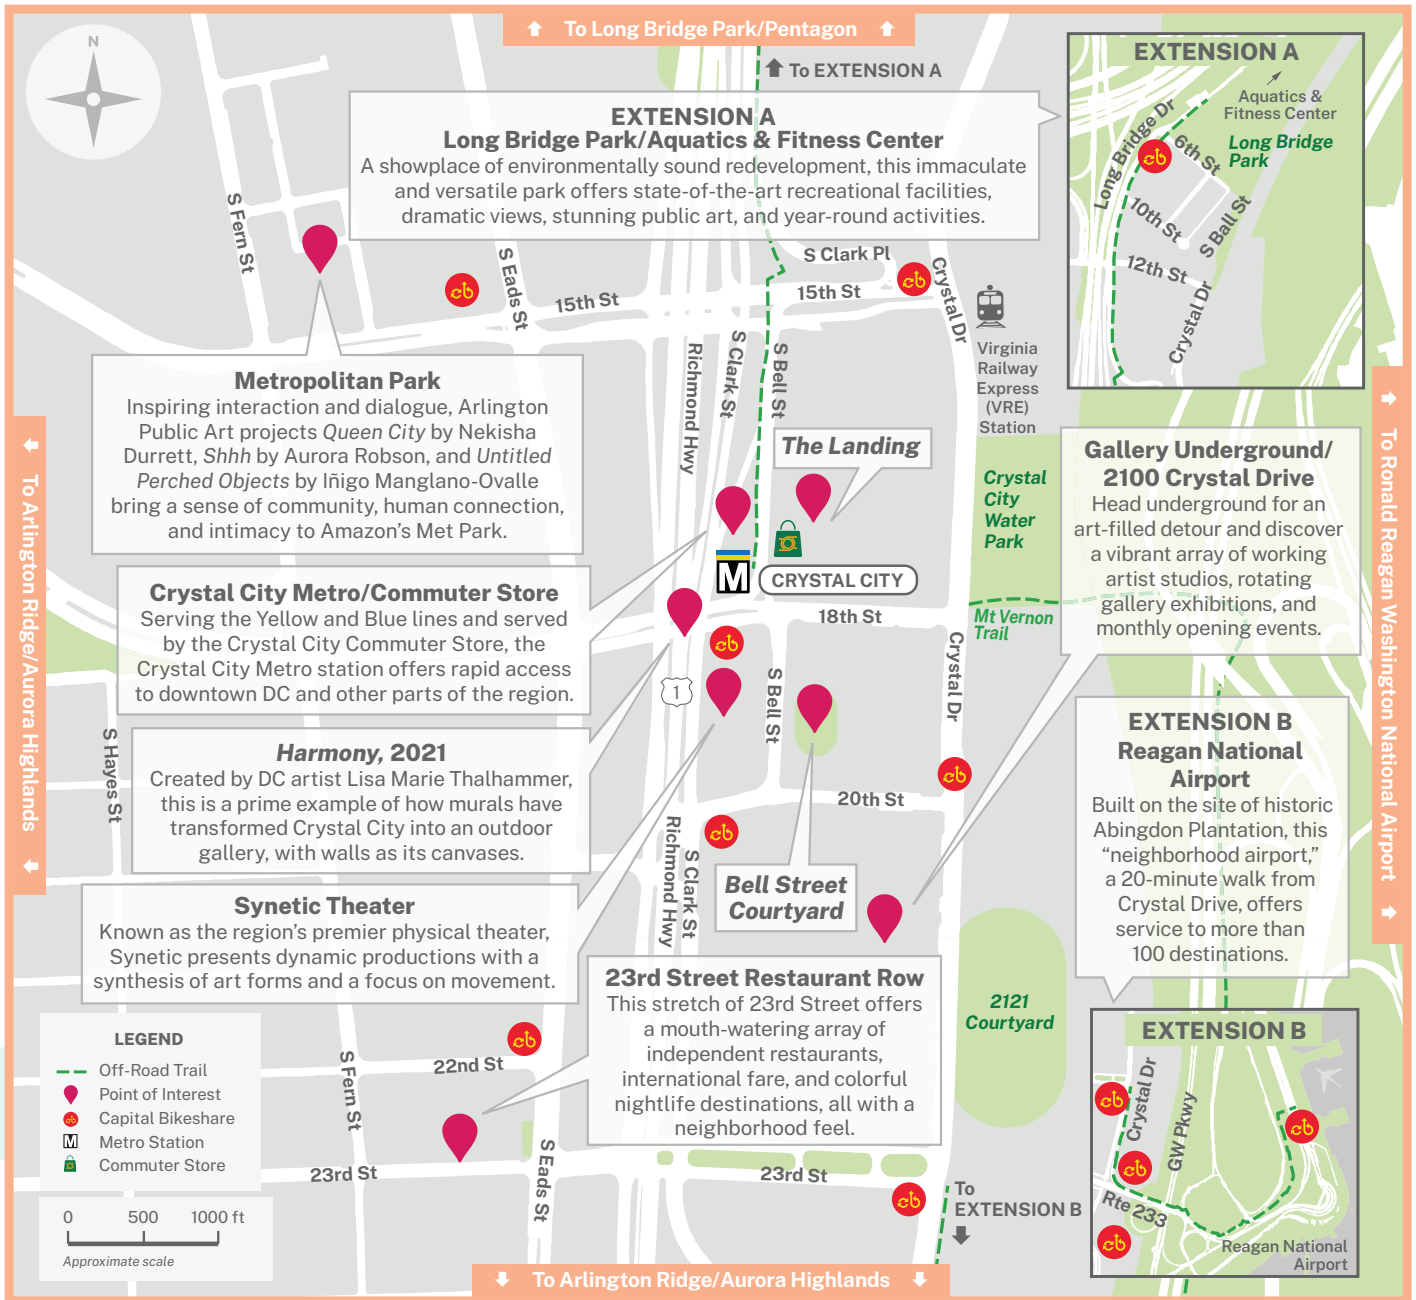 To Long Bridge Park/Pentagon
To EXTENSION A
N
EXTENSION A
Long Bridge Park/Aquatics & Fitness Center
A showplace of environmentally sound redevelopment, this immaculate
and versatile park offers state-of-the-art recreational facilities,
dramatic views, stunning public art, and year-round activities.
EXTENSION A
Aquatics &
Fitness Center
Long Bridge
Park
Long Bridge Dr
6th St
10th St
S Ball St
12th St
Crystal Dr
S Fern St
S Eads St
15th St
S Clark Pl
15th St
Crystal Dr
Virginia
Railway
Express
(VRE)
Station
Richmond Hwy
S Clark St
S Bell St
Metropolitan Park
Inspiring interaction and dialogue, Arlington
Public Art projects Queen City by Nekisha
Durrett, Shhh by Aurora Robson, and Untitled
Perched Objects by Iñigo Manglano-Ovalle
bring a sense of community, human connection,
and intimacy to Amazon's Met Park.
The Landing
Crystal
City
Water
Park
Gallery Underground/
2100 Crystal Drive
Head underground for an
art-filled detour and discover
a vibrant array of working
artist studios, rotating
gallery exhibitions, and
monthly opening events.
To Arlington Ridge/Aurora Highlands
To Ronald Reagan Washington National Airport
M
CRYSTAL CITY
Crystal City Metro/Commuter Store
Serving the Yellow and Blue lines and served
by the Crystal City Commuter Store, the
Crystal City Metro station offers rapid access
to downtown DC and other parts of the region.
18th St
Mt Vernon
Trail
1
S Bell St
Crystal Dr
S Hayes St
Harmony, 2021
Created by DC artist Lisa Marie Thalhammer,
this is a prime example of how murals have
transformed Crystal City into an outdoor
gallery, with walls as its canvases.
EXTENSION B
Reagan National
Airport
Built on the site of historic
Abingdon Plantation, this
“neighborhood airport,”
a 20-minute walk from
Crystal Drive, offers
service to more than
100 destinations.
20th St
Richmond Hwy
S Clark St
Bell Street
Courtyard
Synetic Theater
Known as the region's premier physical theater,
Synetic presents dynamic productions with a
synthesis of art forms and a focus on movement.
23rd Street Restaurant Row
This stretch of 23rd Street offers
a mouth-watering array of
independent restaurants,
international fare, and colorful
nightlife destinations, all with a
neighborhood feel.
2121
Courtyard
EXTENSION B
Crystal Dr
GW Pkwy
Rte 233
Reagan National
Airport
LEGEND
Off-Road Trail
Point of Interest
Capital Bikeshare
Metro Station
Commuter Store
S Fern St
22nd St
23rd St
S Eads St
23rd St
To
EXTENSION B
0 500 1000 ft
Approximate scale
To Arlington Ridge/Aurora Highlands